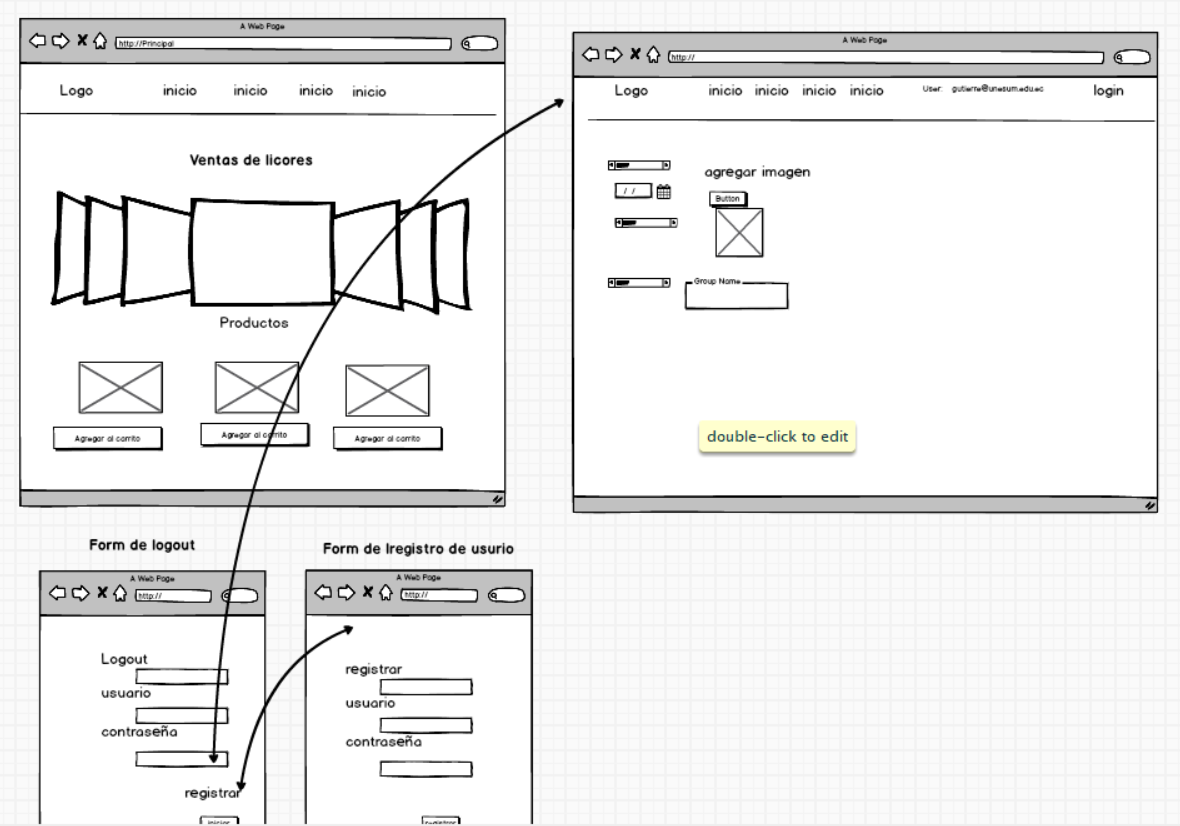 A Web Page
http://Principal
Logo inicio inicio inicio inicio
Ventas de licores
Productos
Agregar al carrito Agregar al carrito Agregar al carrito
A Web Page
http://
Logo inicio inicio inicio inicio User: gutierre@unesum.edu.ec login
agregar imagen
/ /
Button
Group Name
double-click to edit
Form de logout
A Web Page
http://
Logout
usuario
contraseña
registrar
iniciar
Form de lregistro de usurio
A Web Page
http://
registrar
usuario
contraseña
registrar